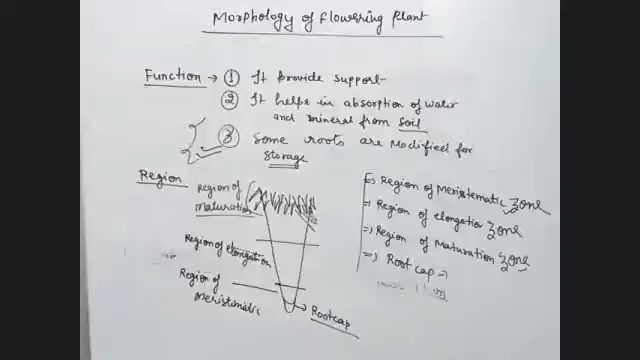 Morphology of Flowering Plant
Function → ① It provide support
② It helps in absorption of water
and mineral from soil
③ Some roots are modified for
storage
Region →
Region of
maturation
Region of elongation
Region of
meristematic
Rootcap
⇒ Region of Meristematic Zone
⇒ Region of elongation Zone
⇒ Region of Maturation Zone
⇒ Root cap